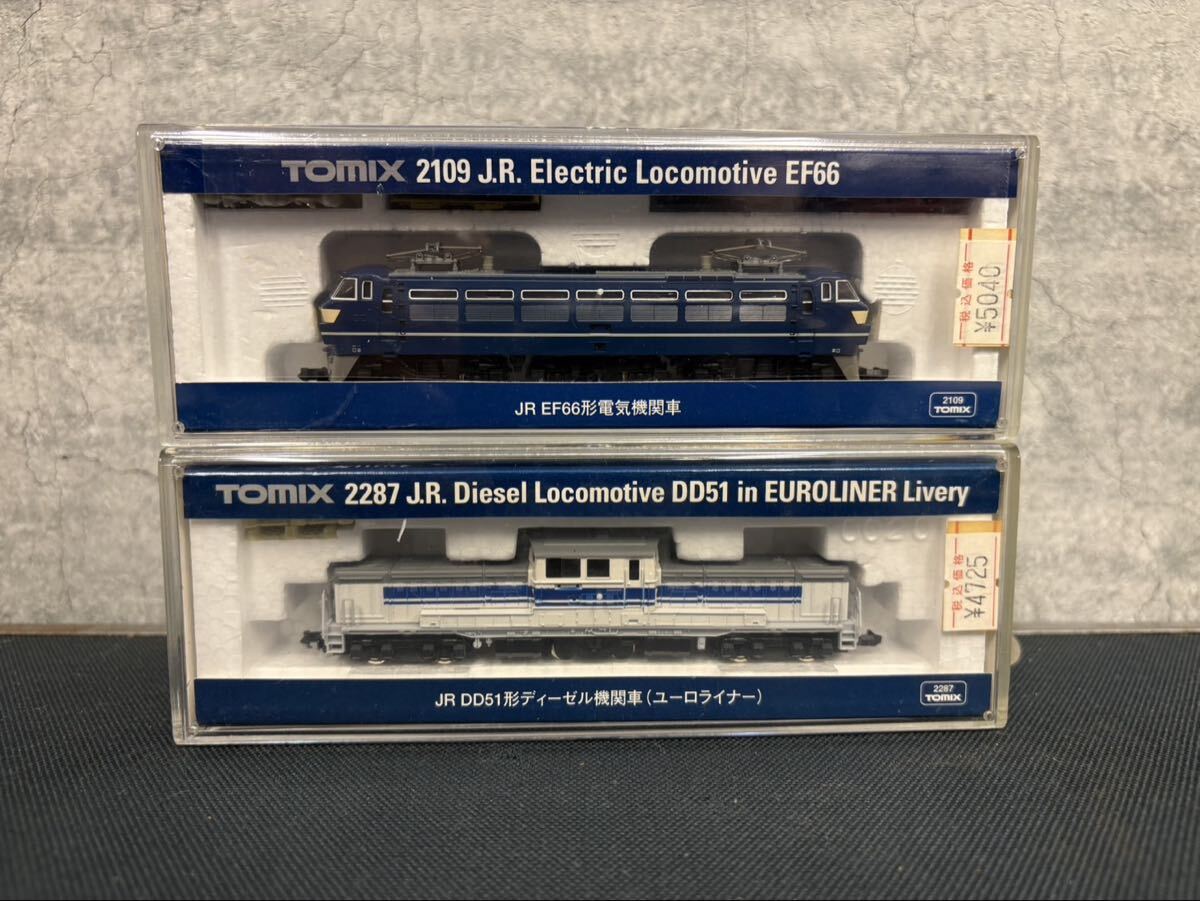 TOMIX 2109 J.R. Electric Locomotive EF66
税込価格
¥5040
JR EF66形電気機関車
2109
TOMIX
TOMIX 2287 J.R. Diesel Locomotive DD51 in EUROLINER Livery
税込価格
¥4725
JR DD51形ディーゼル機関車(ユーロライナー)
2287
TOMIX